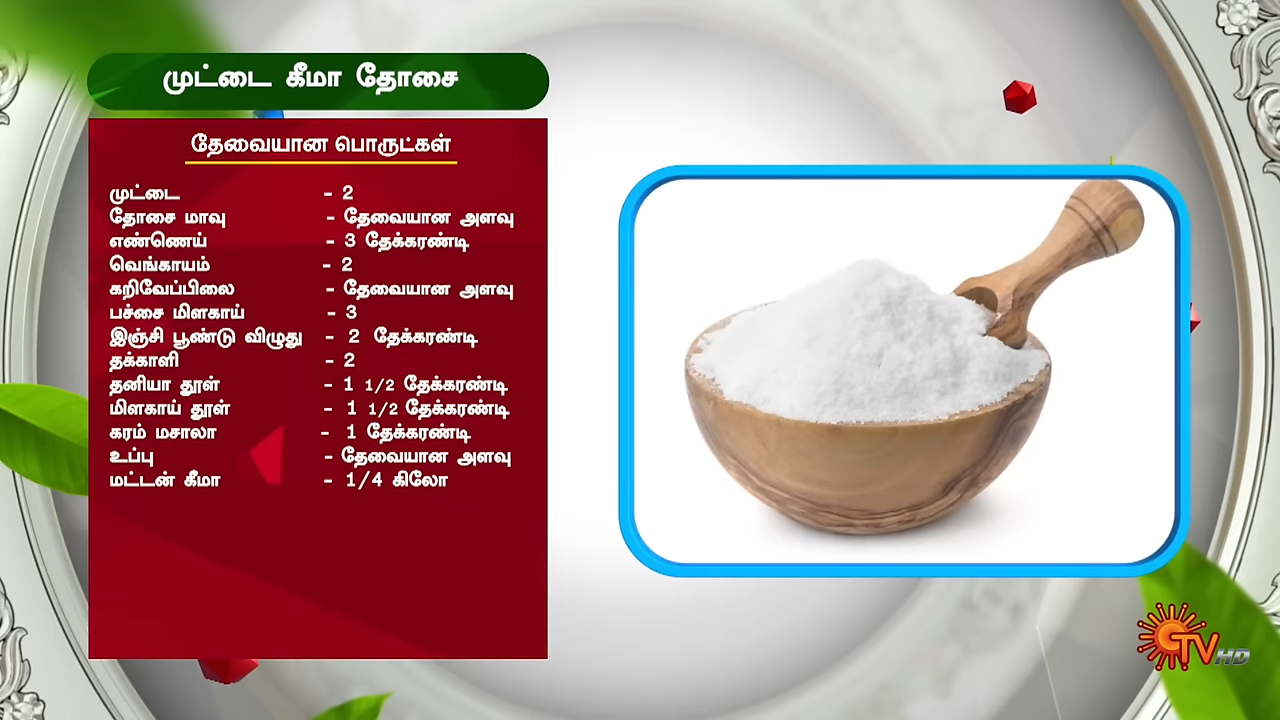 முட்டை கீமா தோசை
தேவையான பொருட்கள்
முட்டை - 2
தோசை மாவு - தேவையான அளவு
எண்ணெய் - 3 தேக்கரண்டி
வெங்காயம் - 2
கறிவேப்பிலை - தேவையான அளவு
பச்சை மிளகாய் - 3
இஞ்சி பூண்டு விழுது - 2 தேக்கரண்டி
தக்காளி - 2
தனியா தூள் - 1 1/2 தேக்கரண்டி
மிளகாய் தூள் - 1 1/2 தேக்கரண்டி
கரம் மசாலா - 1 தேக்கரண்டி
உப்பு - தேவையான அளவு
மட்டன் கீமா - 1/4 கிலோ
TV HD